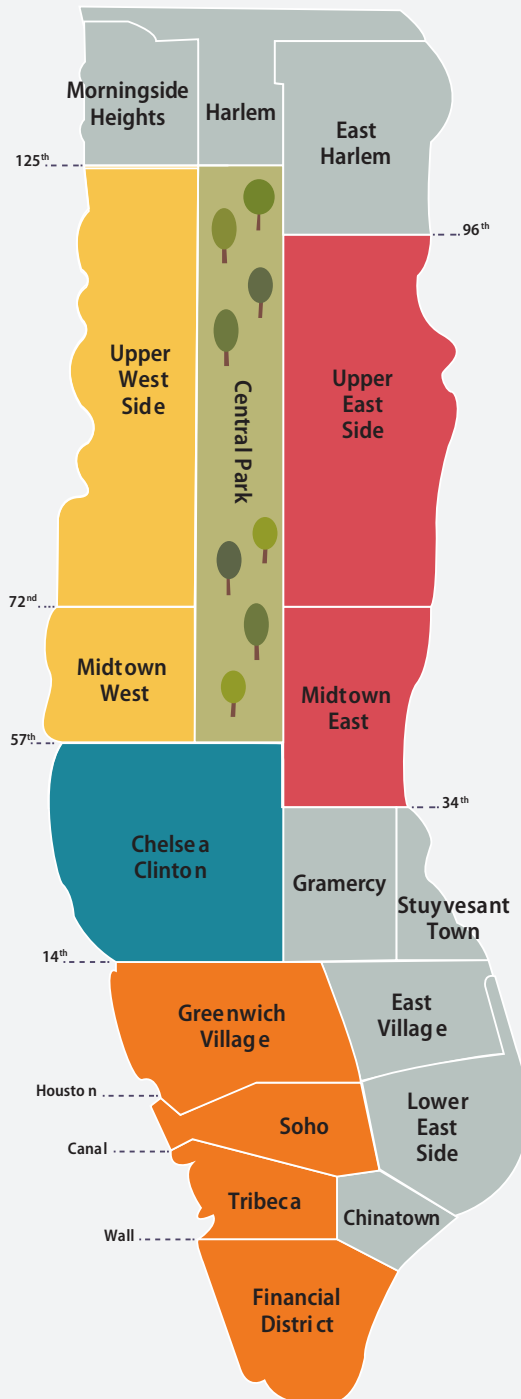 Morningside
Heights
Harlem
East
Harlem
125th
96th
Upper
West
Side
Central Park
Upper
East
Side
72nd
Midtown
West
Midtown
East
57th
34th
Chelsea
Clinton
Gramercy
Stuyvesant
Town
14th
Greenwich
Village
East
Village
Houston
Soho
Lower
East
Side
Canal
Tribeca
Chinatown
Wall
Financial
District